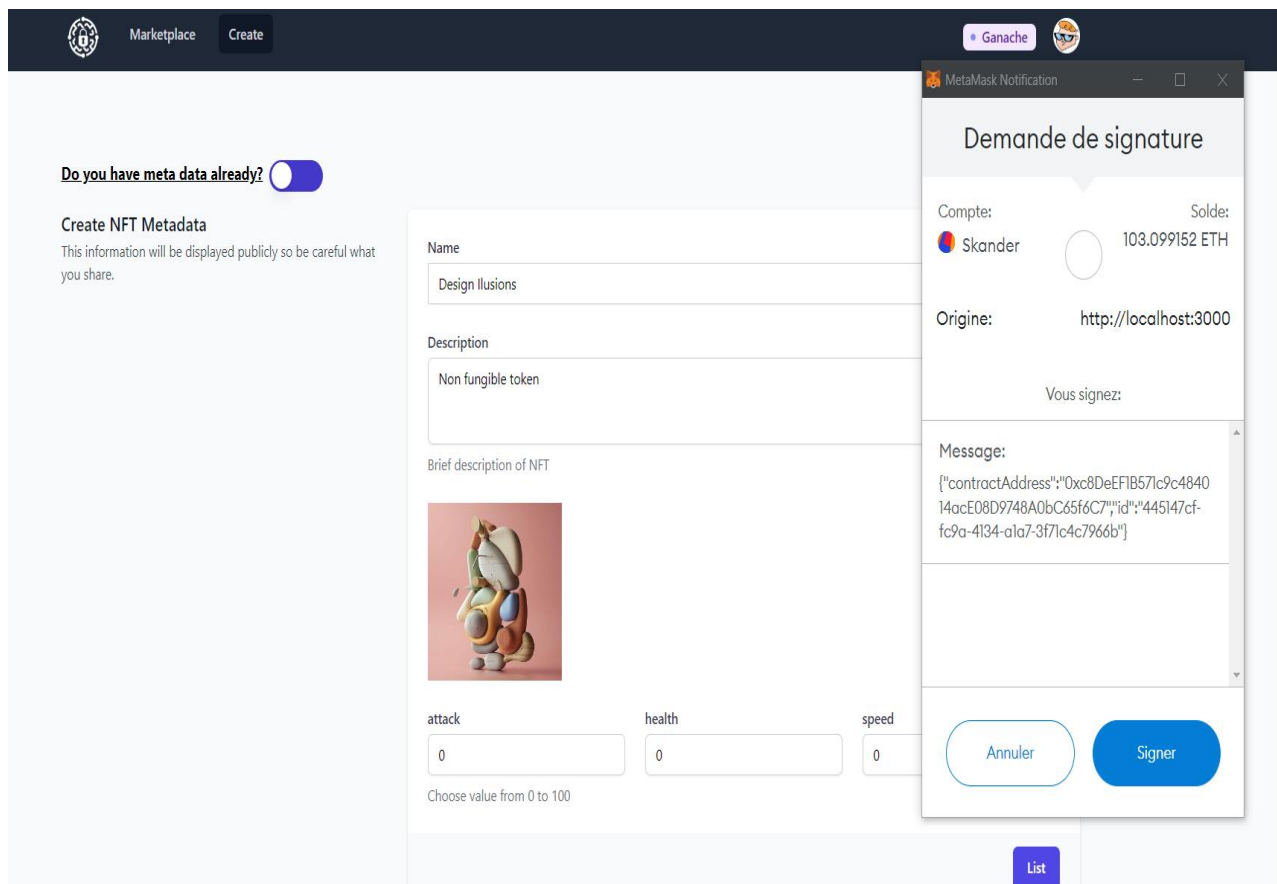 Marketplace
Create
Ganache
MetaMask Notification
Demande de signature
Do you have meta data already?
Create NFT Metadata
This information will be displayed publicly so be careful what
you share.
Name
Design Ilusions
Description
Non fungible token
Brief description of NFT
attack
health
speed
0
0
0
Choose value from 0 to 100
List
Compte:
Solde:
Skander
103.099152 ETH
Origine:
http://localhost:3000
Vous signez:
Message:
{"contractAddress":"0xc8DeEF1B571c9c4840
14acE08D9748A0bC65f6C7","id":"445147cf-
fc9a-4134-a1a7-3f71c4c7966b"}
Annuler
Signer